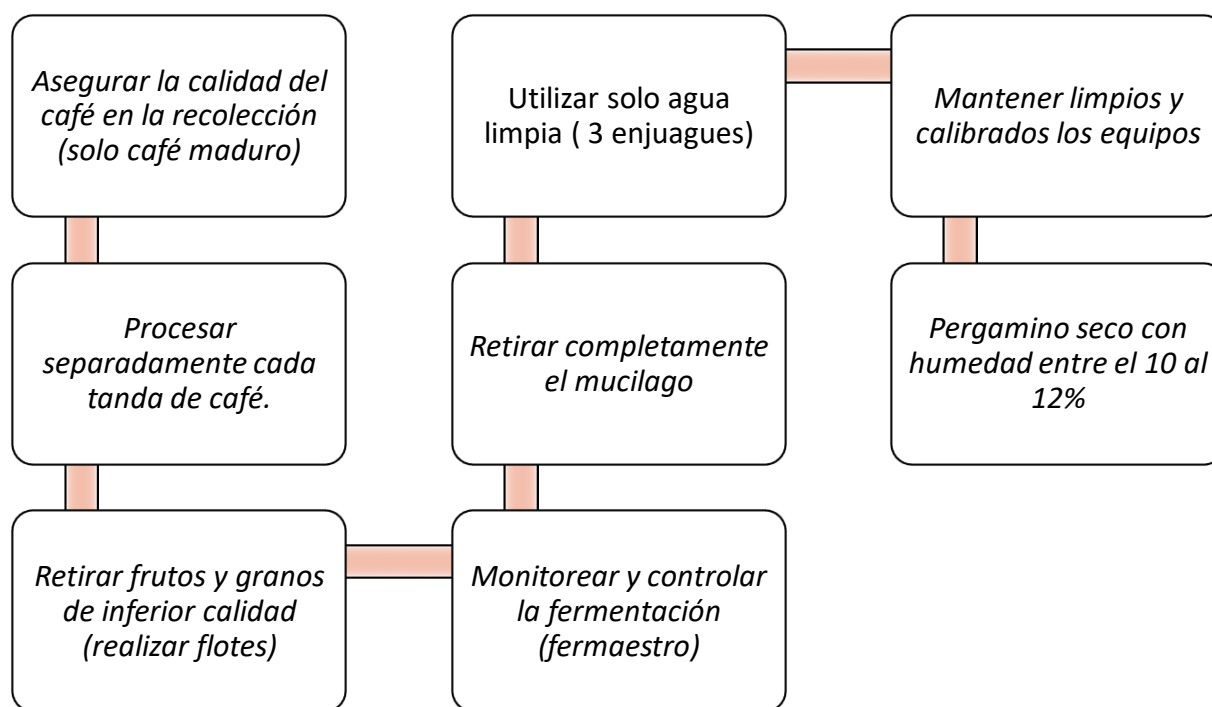 Asegurar la calidad del
café en la recolección
(solo café maduro)
Procesar
separadamente cada
tanda de café.
Retirar frutos y granos
de inferior calidad
(realizar flotes)
Monitorear y controlar
la fermentación
(fermaestro)
Retirar completamente
el mucilago
Utilizar solo agua
limpia ( 3 enjuagues)
Mantener limpios y
calibrados los equipos
Pergamino seco con
humedad entre el 10 al
12%